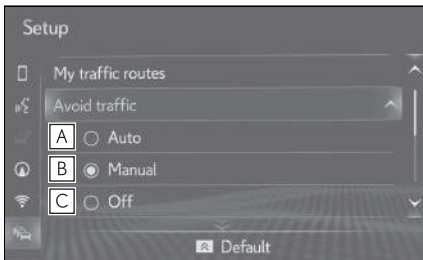 Setup
My traffic routes
Avoid traffic
A Auto
B Manual
C Off
Default